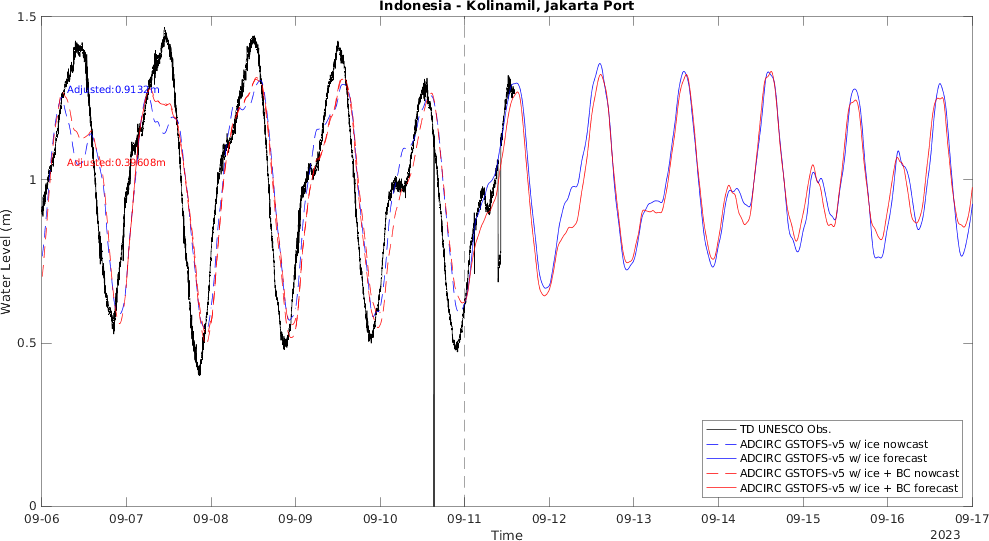 Indonesia - Kolinamil, Jakarta Port
1.5
1
0.5
0
Water Level (m)
Adjusted:0.9132m
Adjusted:0.39608m
TD UNESCO Obs.
ADCIRC GSTOFS-v5 w/ ice nowcast
ADCIRC GSTOFS-v5 w/ ice forecast
ADCIRC GSTOFS-v5 w/ ice + BC nowcast
ADCIRC GSTOFS-v5 w/ ice + BC forecast
09-06 09-07 09-08 09-09 09-10 09-11 09-12 09-13 09-14 09-15 09-16 09-17
Time
2023